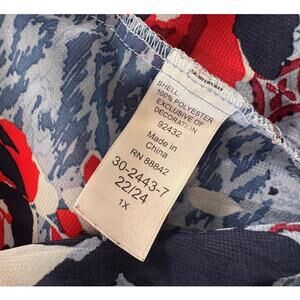 SHELL:
100% POLYESTER
EXCLUSIVE OF
DECORATION
92432
Made in
China
RN 88842
30-2443-7
22/24
1X